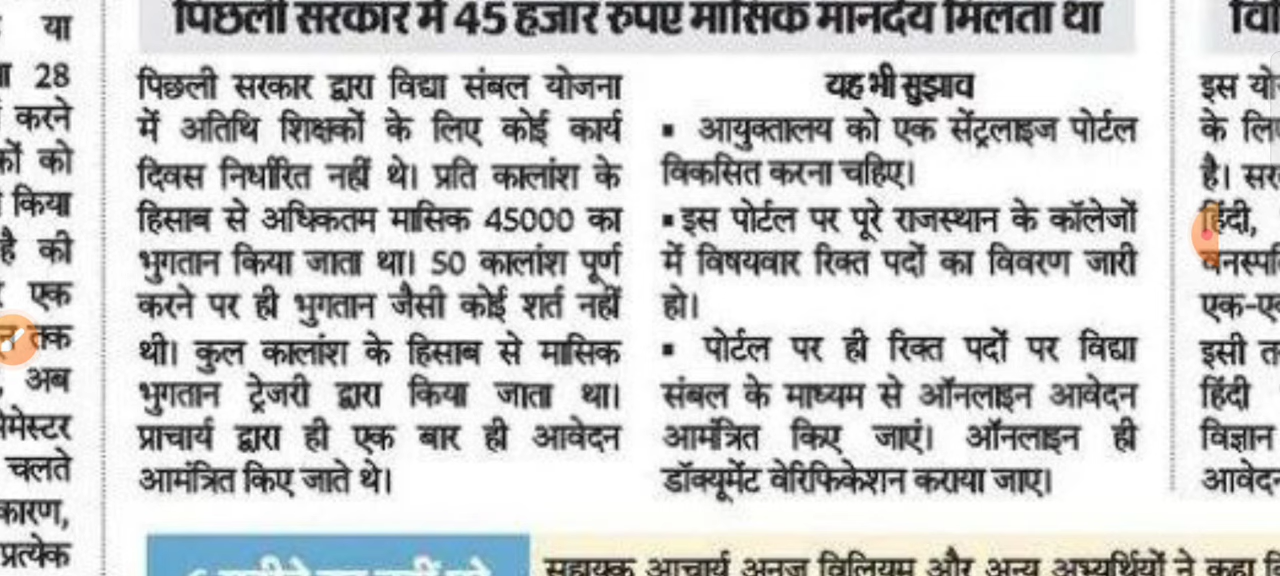 या
28
करने
को
किया
है की
एक
तक
अब
सेमेस्टर
चलते
कारण,
प्रत्येक
पिछली सरकार में 45 हजार रुपए मासिक मानदेय मिलता था
पिछली सरकार द्वारा विद्या संबल योजना
में अतिथि शिक्षकों के लिए कोई कार्य
दिवस निर्धारित नहीं थे। प्रति कालांश के
हिसाब से अधिकतम मासिक 45000 का
भुगतान किया जाता था। 50 कालांश पूर्ण
करने पर ही भुगतान जैसी कोई शर्त नहीं
थी। कुल कालांश के हिसाब से मासिक
भुगतान ट्रेजरी द्वारा किया जाता था।
प्राचार्य द्वारा ही एक बार ही आवेदन
आमंत्रित किए जाते थे।
यह भी सुझाव
▪ आयुक्तालय को एक सेंट्रलाइज पोर्टल
विकसित करना चहिए।
▪ इस पोर्टल पर पूरे राजस्थान के कॉलेजों
में विषयवार रिक्त पदों का विवरण जारी
हो।
▪ पोर्टल पर ही रिक्त पदों पर विद्या
संबल के माध्यम से ऑनलाइन आवेदन
आमंत्रित किए जाएं। ऑनलाइन ही
डॉक्यूमेंट वेरिफिकेशन कराया जाए।
इस
के
है।
हिंदी,
एक-
इसी
हिंदी
विज्ञान
सहायक आचार्य अनुज विलियम और अन्य अभ्यर्थियों ने कहा